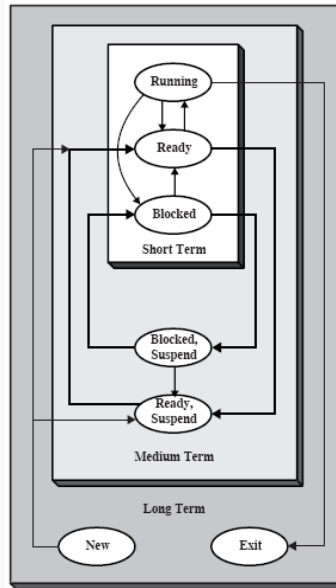 Running
Ready
Blocked
Short Term
Blocked,
Suspend
Ready,
Suspend
Medium Term
Long Term
New
Exit